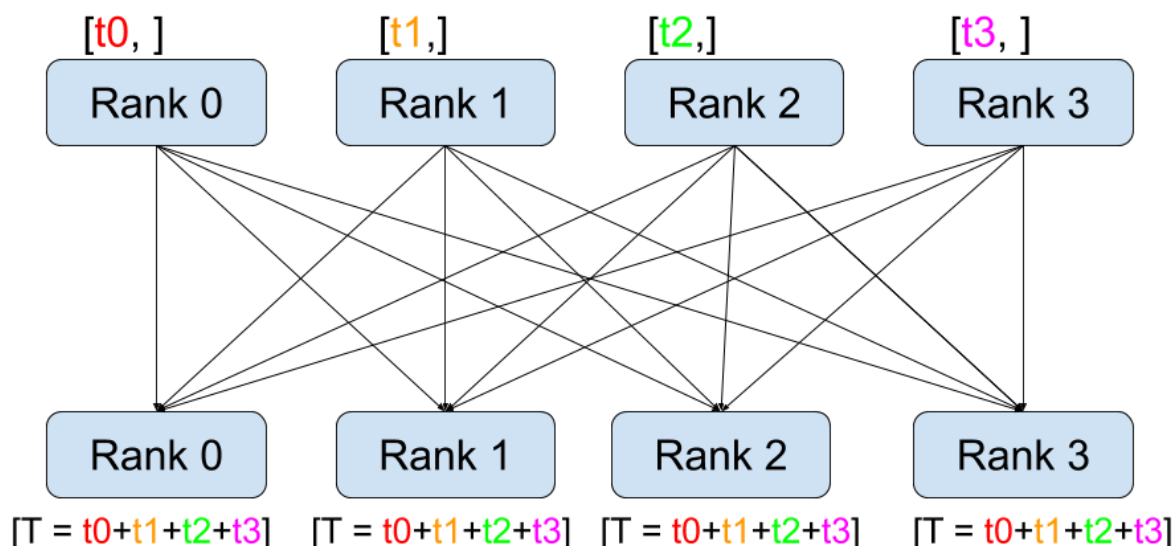 [t0, ] [t1,] [t2,] [t3, ]
Rank 0 Rank 1 Rank 2 Rank 3
Rank 0 Rank 1 Rank 2 Rank 3
[T = t0+t1+t2+t3] [T = t0+t1+t2+t3] [T = t0+t1+t2+t3] [T = t0+t1+t2+t3]